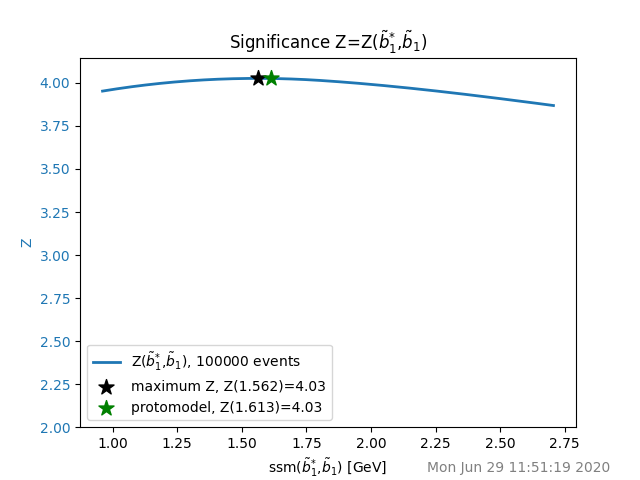 Significance Z=Z(b̃₁*,b̃₁)
4.00
3.75
3.50
3.25
3.00
2.75
2.50
2.25
2.00
Z
Z(b̃₁*,b̃₁), 100000 events
maximum Z, Z(1.562)=4.03
protomodel, Z(1.613)=4.03
1.00 1.25 1.50 1.75 2.00 2.25 2.50 2.75
ssm(b̃₁*,b̃₁) [GeV]
Mon Jun 29 11:51:19 2020